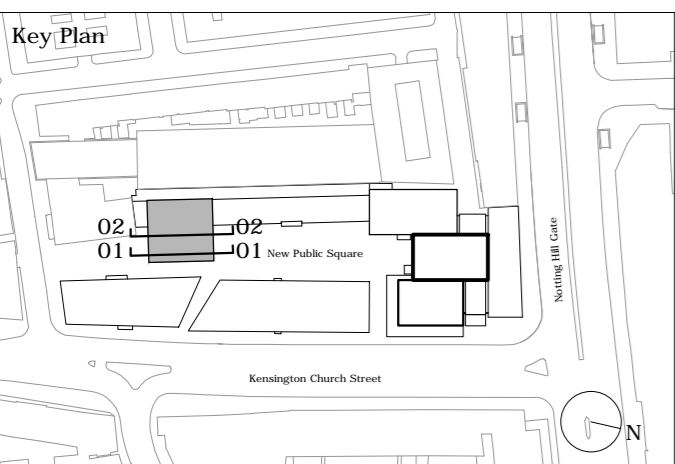 Key Plan
02 02
01 01
New Public Square
Notting Hill Gate
Kensington Church Street
N